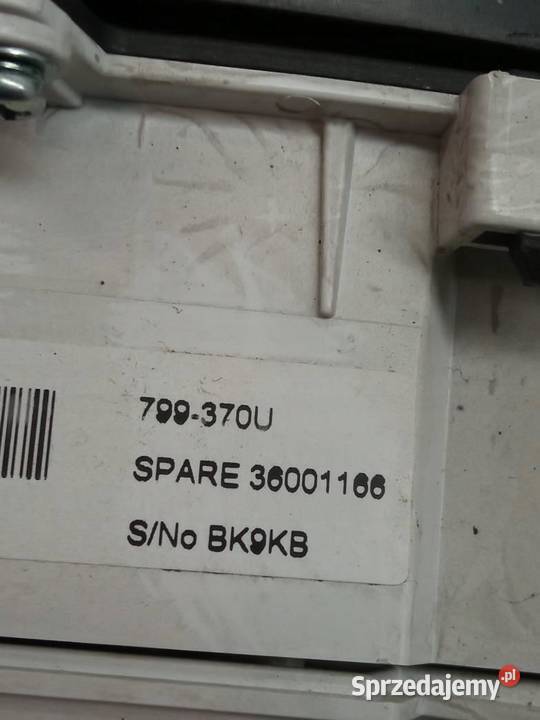 799-370U
SPARE 36001166
S/No BK9KB
Sprzedajemy.pl